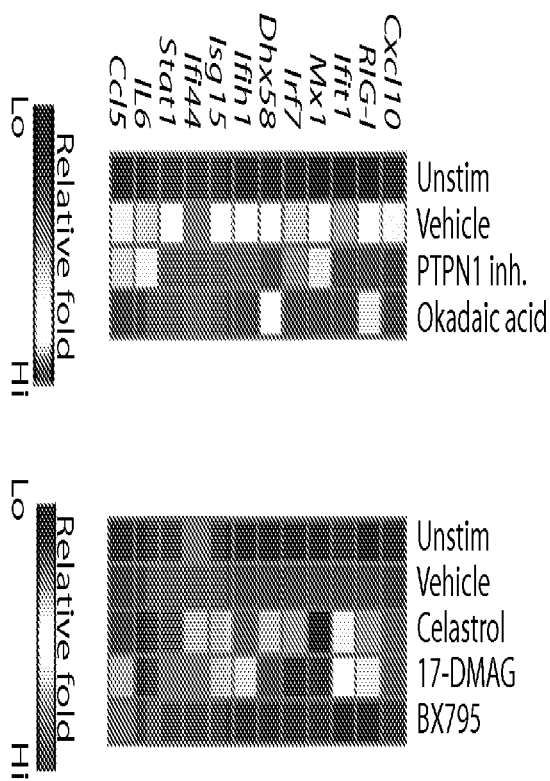 Cxcl10
RIG-I
Ifit1
Mx1
Irf7
Dhx58
Ifih1
Isg15
Ifi44
Stat1
IL6
Ccl5
Unstim
Vehicle
PTPN1 inh.
Okadaic acid
Lo
Relative fold
Hi
Unstim
Vehicle
Celastrol
17-DMAG
BX795
Lo
Relative fold
Hi